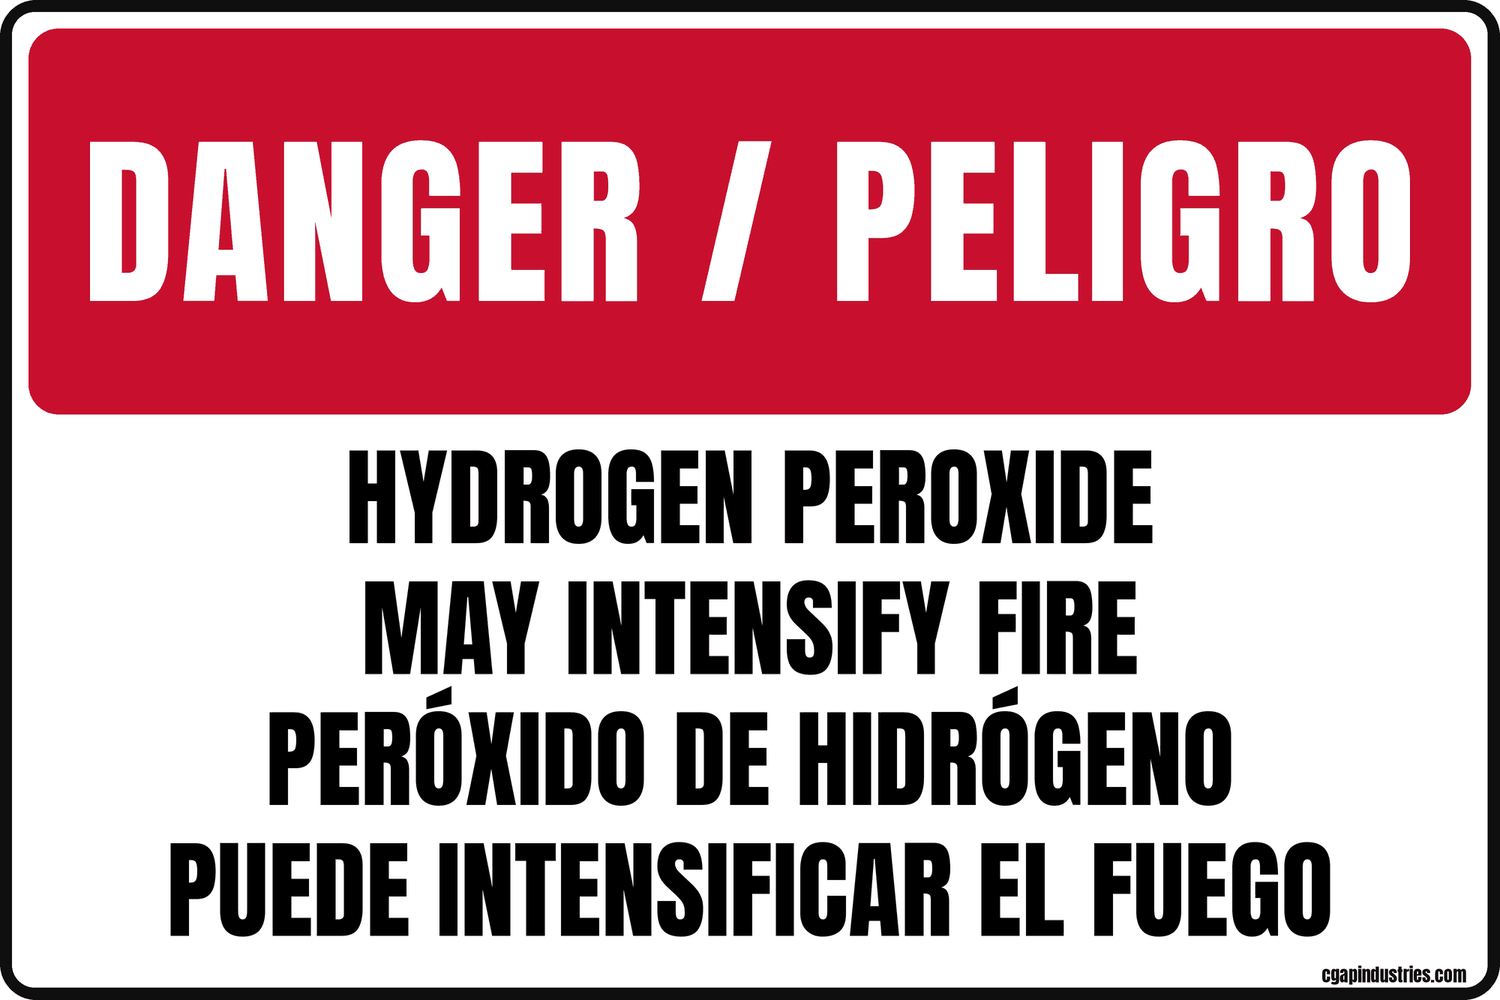 DANGER / PELIGRO
HYDROGEN PEROXIDE
MAY INTENSIFY FIRE
PERÓXIDO DE HIDRÓGENO
PUEDE INTENSIFICAR EL FUEGO
cgapindustries.com